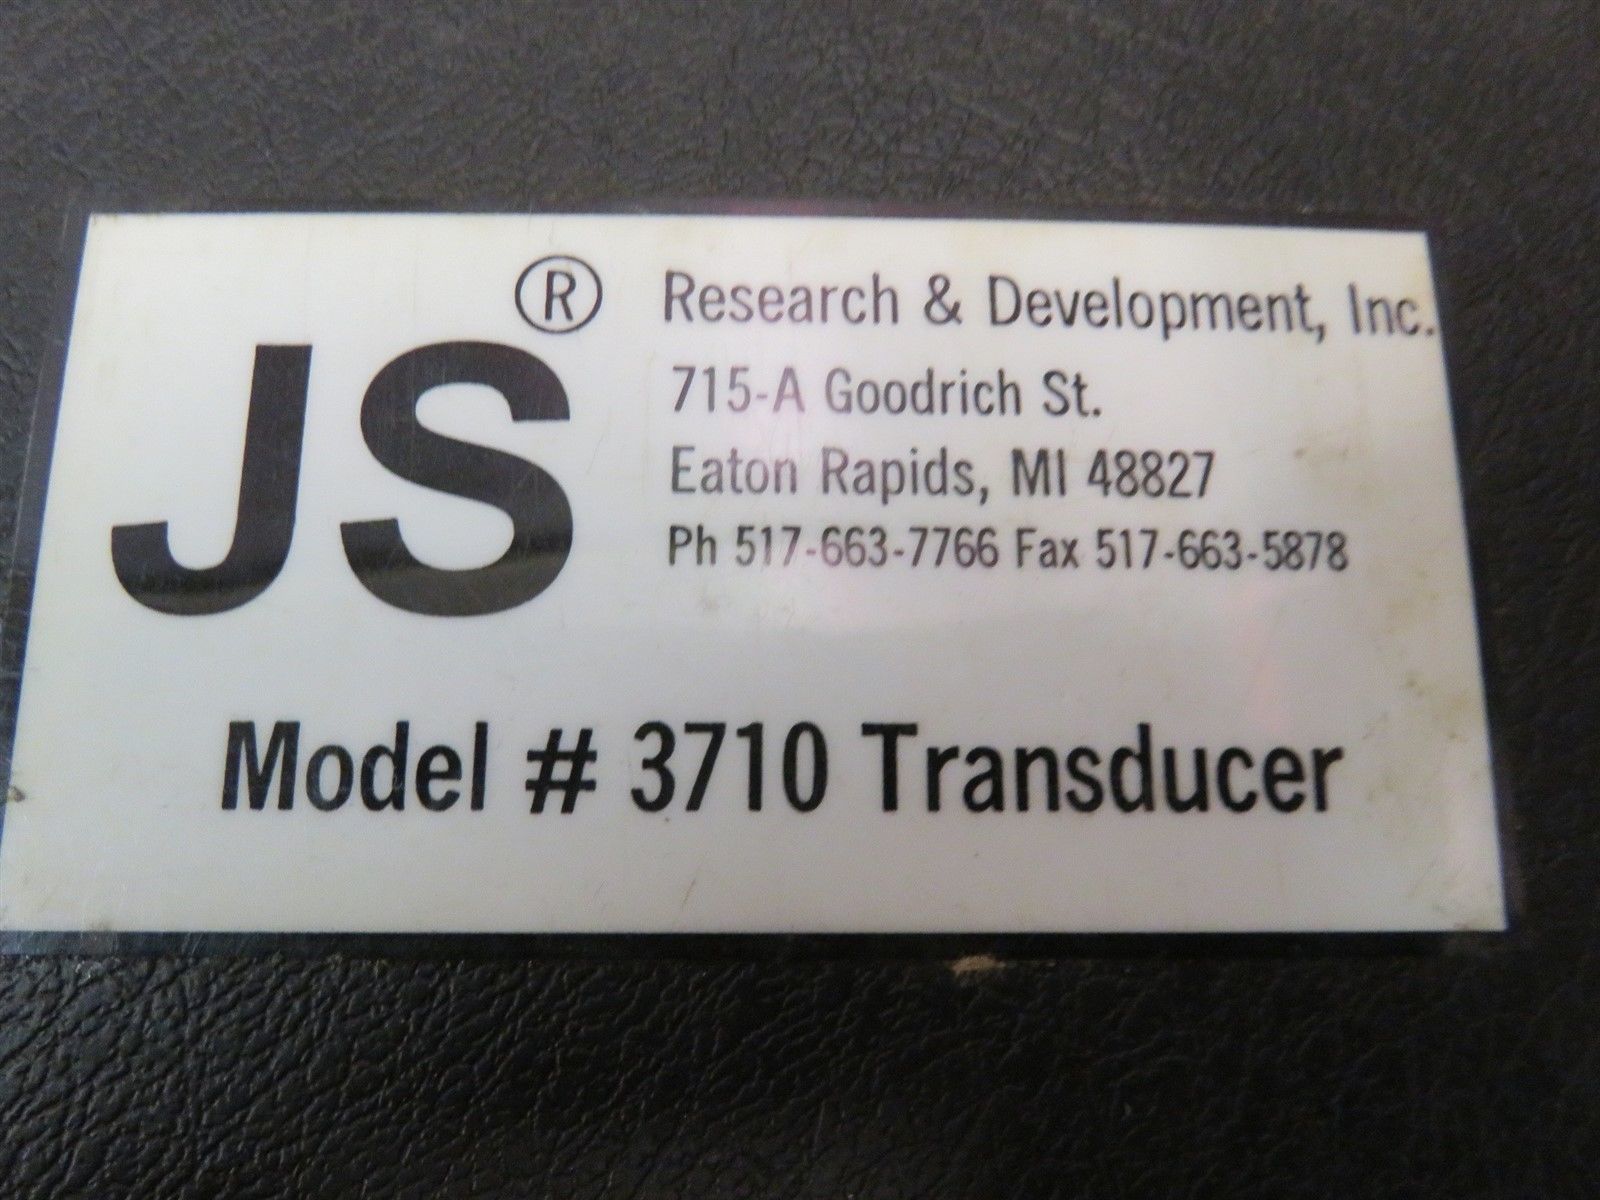 JS ® Research & Development, Inc.
715-A Goodrich St.
Eaton Rapids, MI 48827
Ph 517-663-7766 Fax 517-663-5878
Model # 3710 Transducer